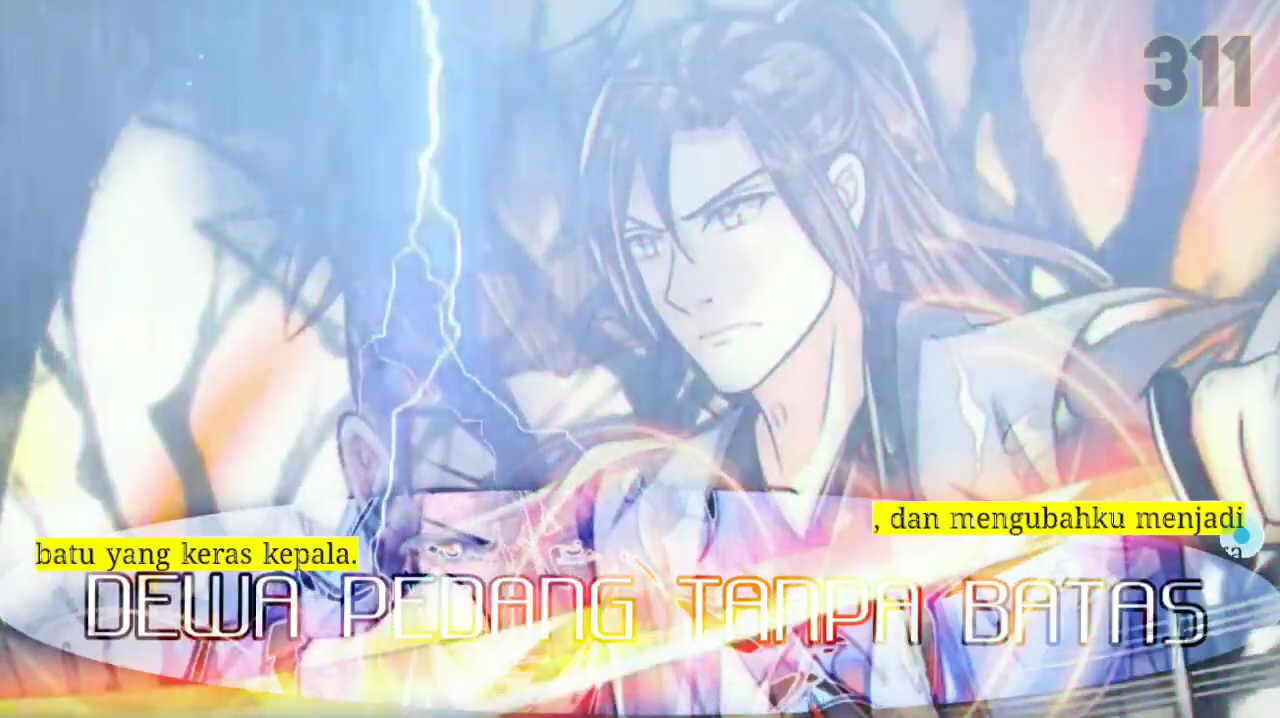 311
, dan mengubahku menjadi
batu yang keras kepala.
DEWA PEDANG TANPA BATAS